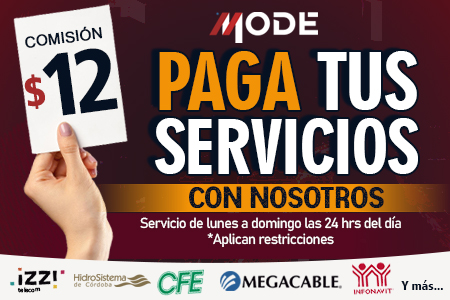 MODE
COMISIÓN
$12
PAGA TUS
SERVICIOS
CON NOSOTROS
Servicio de lunes a domingo las 24 hrs del día
*Aplican restricciones
izzi
telecom
HidroSistema
de Córdoba
CFE
MEGACABLE
INFONAVIT
Y más...